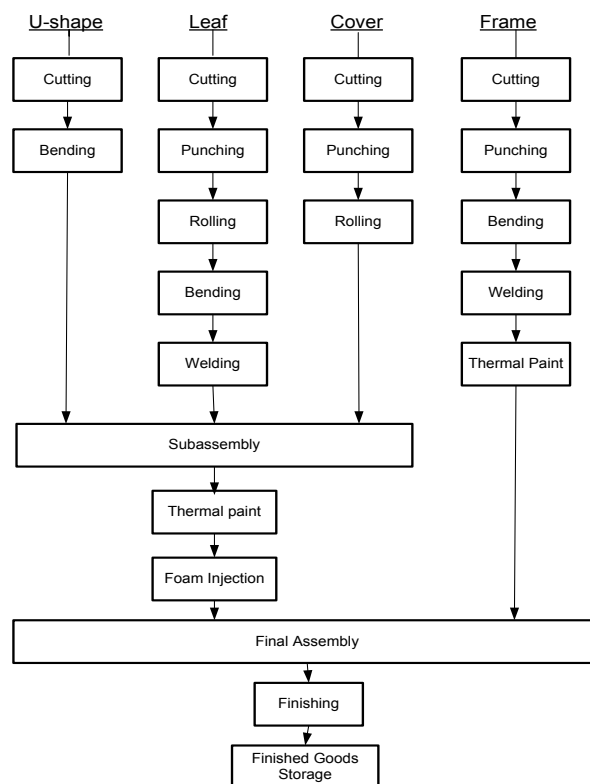 U-shape Leaf Cover Frame
Cutting Cutting Cutting Cutting
Bending Punching Punching Punching
Rolling Rolling Bending
Bending Welding
Welding Thermal Paint
Subassembly
Thermal paint
Foam Injection
Final Assembly
Finishing
Finished Goods
Storage